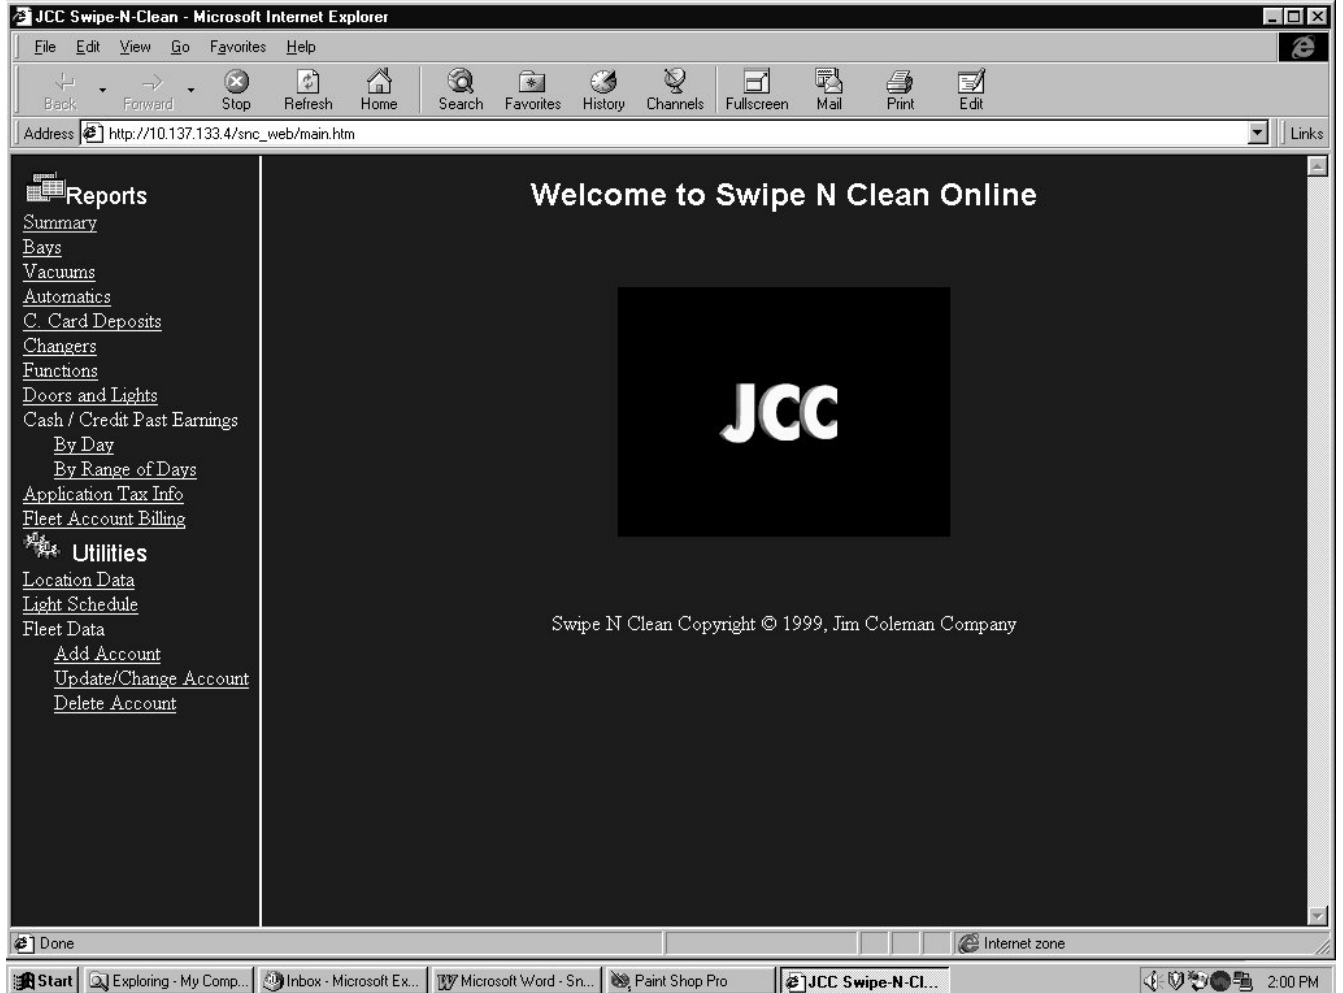 JCC Swipe-N-Clean - Microsoft Internet Explorer
File Edit View Go Favorites Help
Back Forward Stop Refresh Home Search Favorites History Channels Fullscreen Mail Print Edit
Address http://10.137.133.4/snc_web/main.htm Links
Reports
Summary
Bays
Vacuums
Automatics
C. Card Deposits
Changers
Functions
Doors and Lights
Cash / Credit Past Earnings
By Day
By Range of Days
Application Tax Info
Fleet Account Billing
Utilities
Location Data
Light Schedule
Fleet Data
Add Account
Update/Change Account
Delete Account
Welcome to Swipe N Clean Online
JCC
Swipe N Clean Copyright © 1999, Jim Coleman Company
Done Internet zone
Start Exploring - My Comp... Inbox - Microsoft Ex... Microsoft Word - Sn... Paint Shop Pro JCC Swipe-N-Cl... 2:00 PM